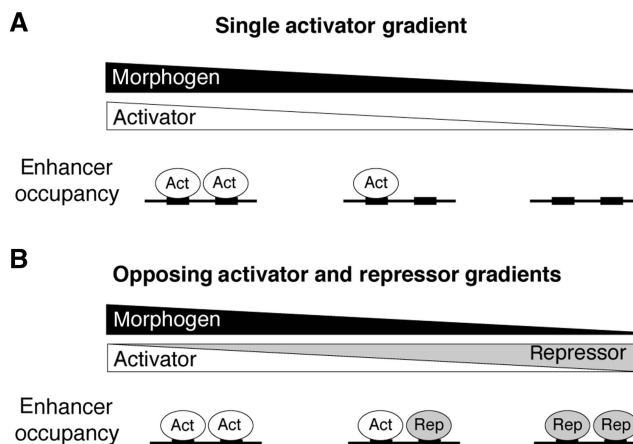 A
Single activator gradient
Morphogen
Activator
Enhancer
occupancy
Act Act Act
B
Opposing activator and repressor gradients
Morphogen
Activator Repressor
Enhancer
occupancy
Act Act Act Rep Rep Rep